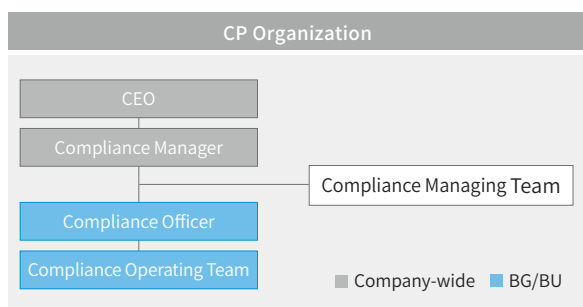 CP Organization
CEO
Compliance Manager
Compliance Managing Team
Compliance Officer
Compliance Operating Team
Company-wide BG/BU